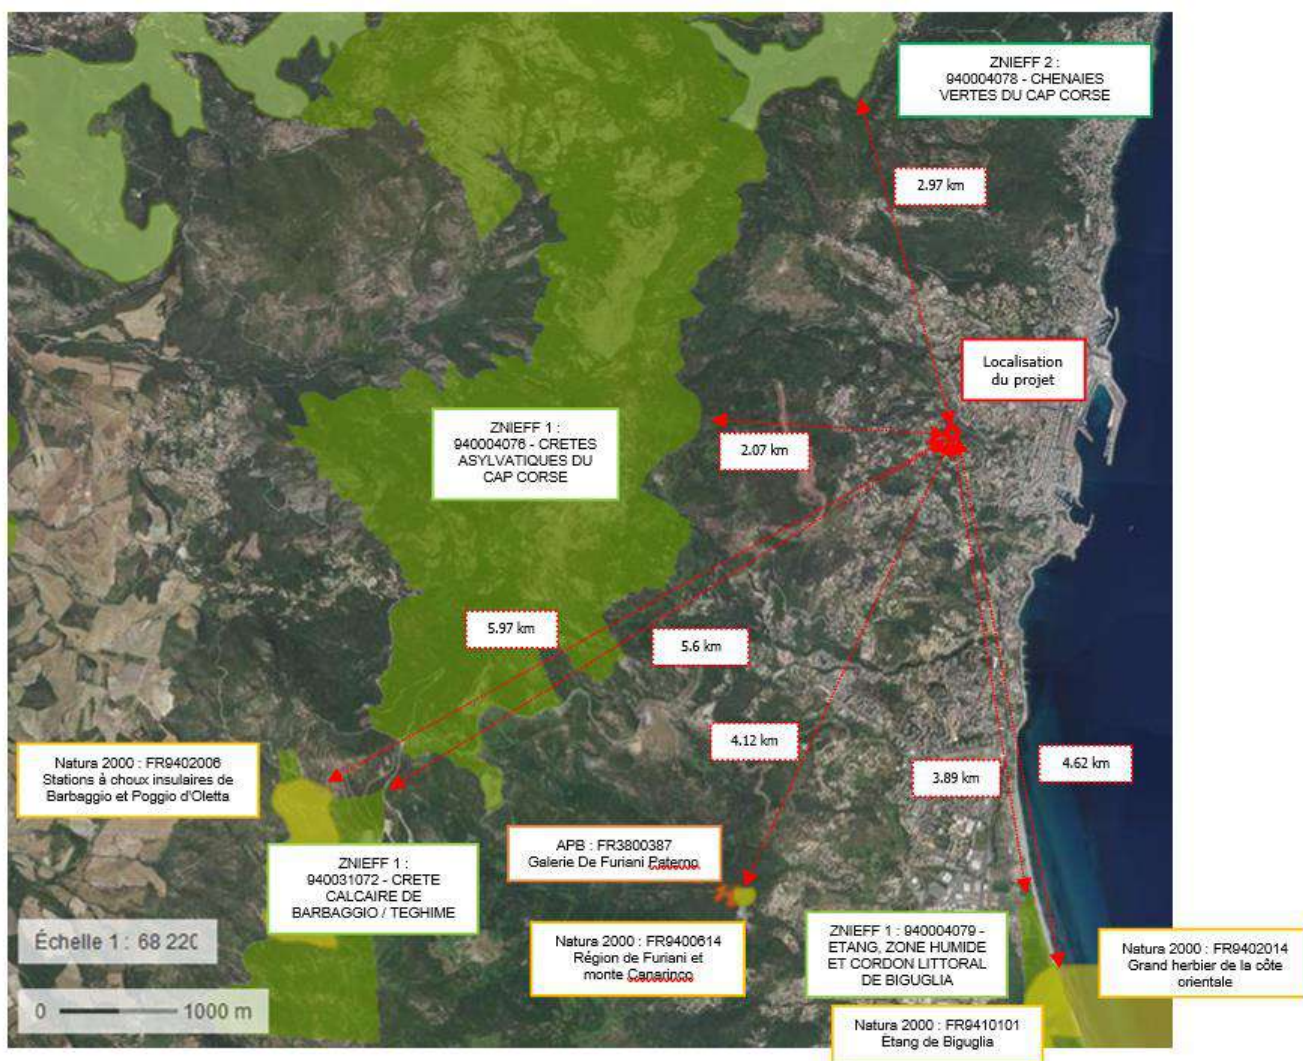 ZNIEFF 2 :
940004078 - CHENAIES
VERTES DU CAP CORSE
2.97 km
Localisation
du projet
ZNIEFF 1 :
940004076 - CRETES
ASYLVATIQUES DU
CAP CORSE
2.07 km
5.97 km
5.6 km
4.12 km
3.89 km
4.62 km
Natura 2000 : FR9402006
Stations à choux insulaires de
Barbaggio et Poggio d'Oletta
ZNIEFF 1 :
940031072 - CRETE
CALCAIRE DE
BARBAGGIO / TEGHIME
APB : FR3800387
Galerie De Furiani Paterno
Natura 2000 : FR9400614
Région de Furiani et
monte Canarinco
ZNIEFF 1 : 940004079 -
ETANG, ZONE HUMIDE
ET CORDON LITTORAL
DE BIGUGLIA
Natura 2000 : FR9402014
Grand herbier de la côte
orientale
Natura 2000 : FR9410101
Étang de Biguglia
Échelle 1 : 68 220
0 1000 m